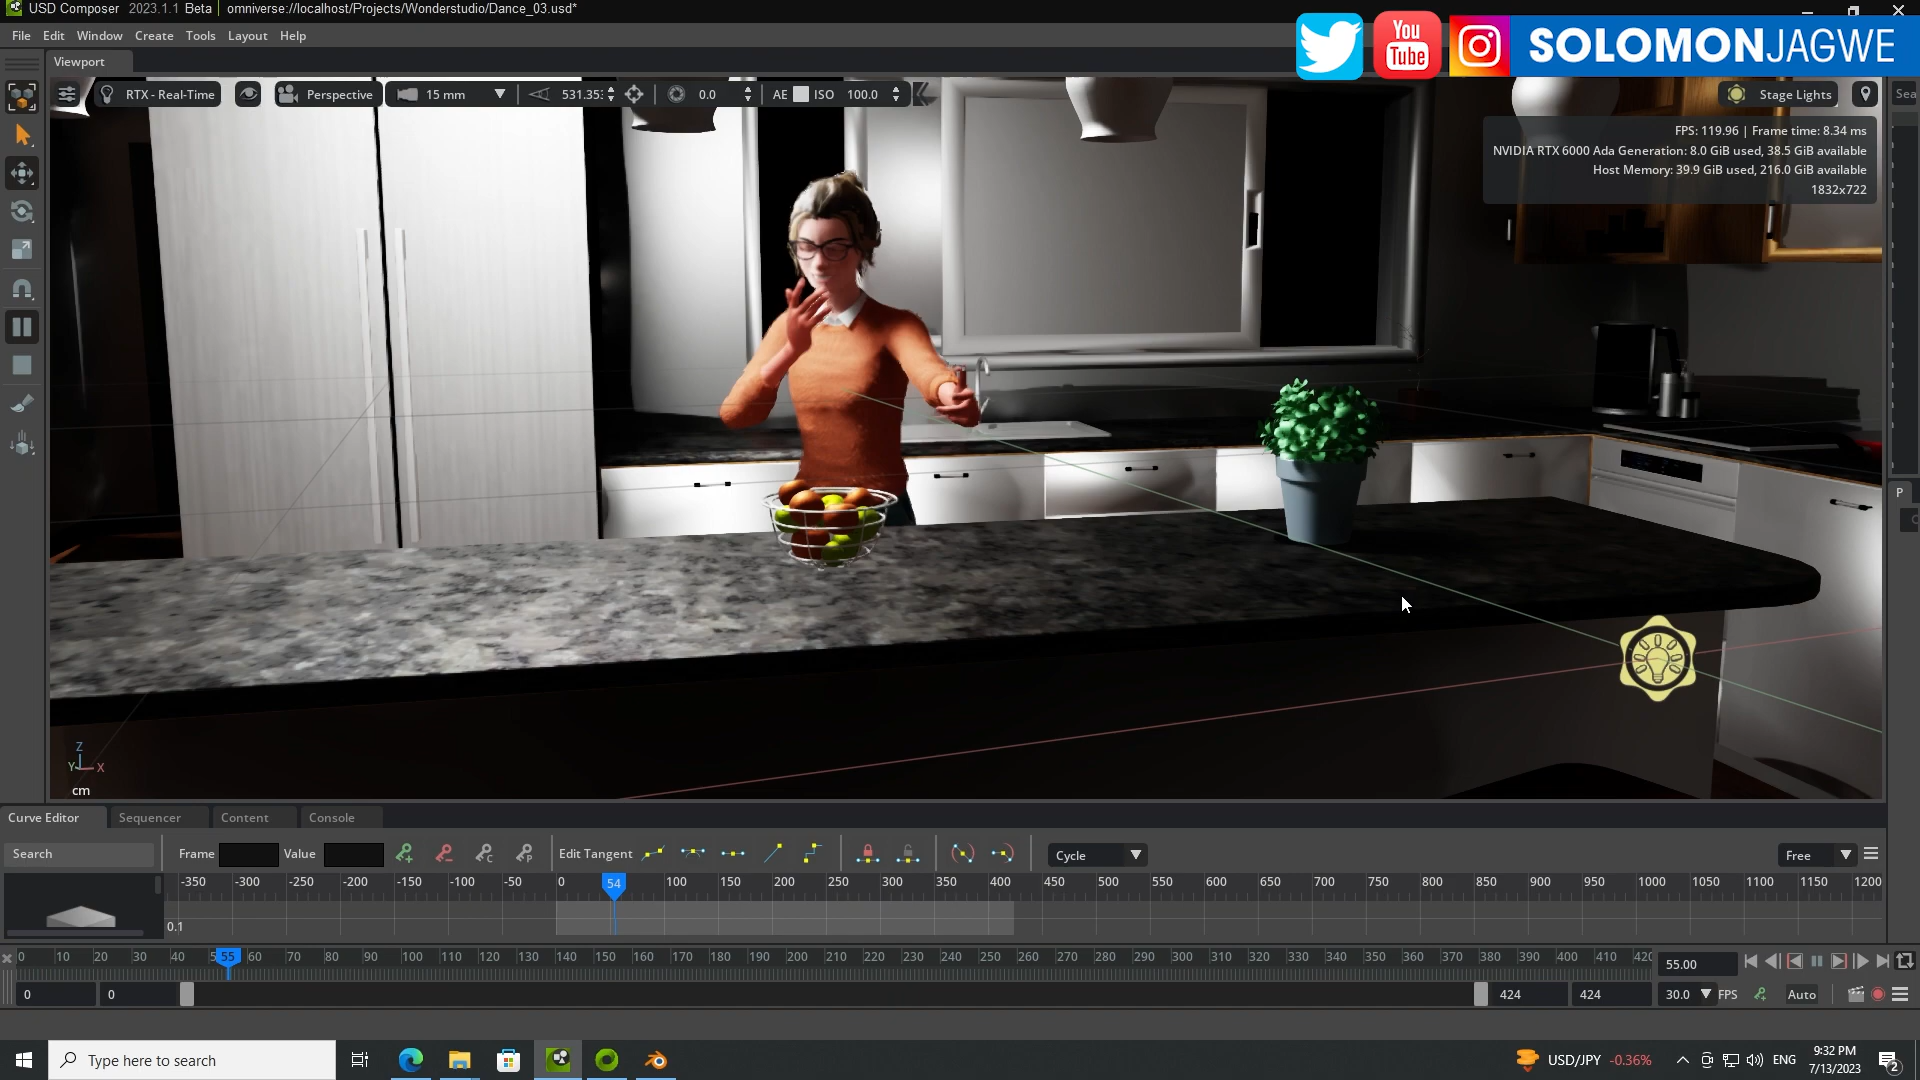 USD Composer 2023.1.1 Beta omniverse://localhost/Projects/Wonderstudio/Dance_03.usd*
File Edit Window Create Tools Layout Help
You Tube
SOLOMONJAGWE
Viewport
RTX - Real-Time Perspective 15 mm 531.35 0.0 AE ISO 100.0 Stage Lights
Sea
FPS: 119.96 | Frame time: 8.34 ms
NVIDIA RTX 6000 Ada Generation: 8.0 GiB used, 38.5 GiB available
Host Memory: 39.9 GiB used, 216.0 GiB available
1832x722
P
Z
Y X
cm
Curve Editor Sequencer Content Console
Search Frame Value C P Edit Tangent Cycle Free
-350 -300 -250 -200 -150 -100 -50 0 54 100 150 200 250 300 350 400 450 500 550 600 650 700 750 800 850 900 950 1000 1050 1100 1150 1200
0.1
0 10 20 30 40 55 60 70 80 90 100 110 120 130 140 150 160 170 180 190 200 210 220 230 240 250 260 270 280 290 300 310 320 330 340 350 360 370 380 390 400 410 420 55.00
0 0 424 424 30.0 FPS Auto
Type here to search USD/JPY -0.36% ENG 9:32 PM
7/13/2023 2